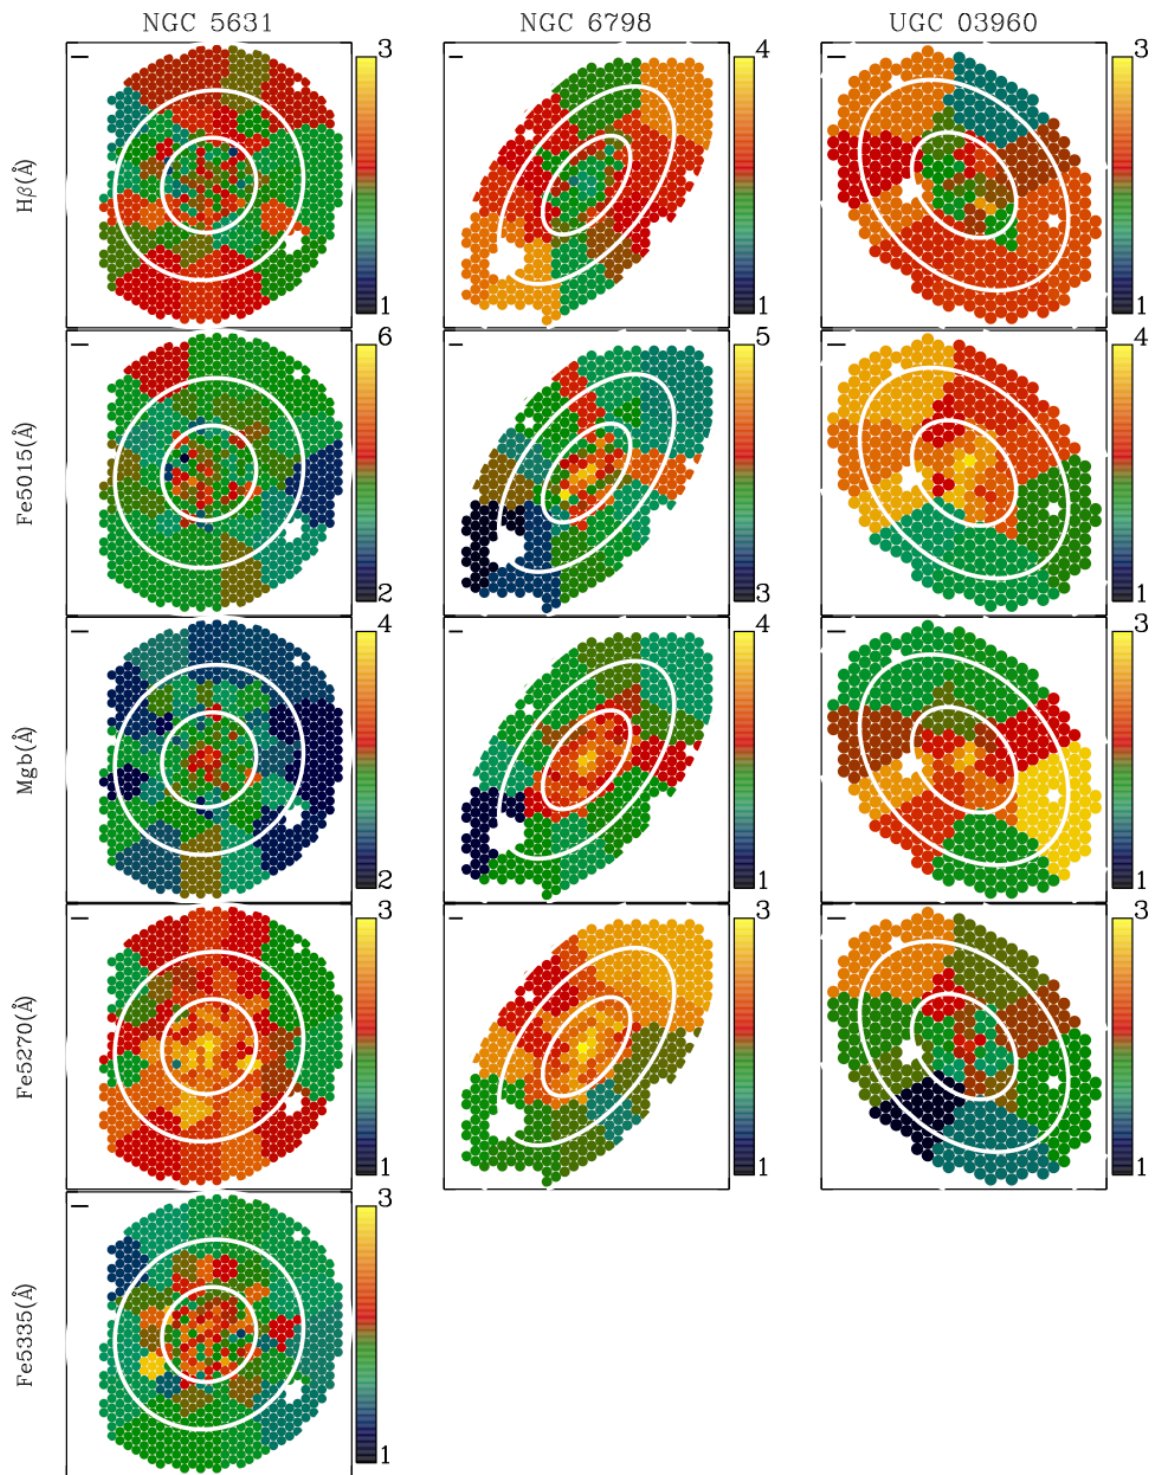 NGC 5631 NGC 6798 UGC 03960
Hβ(Å) 3 1 4 1 3 1
Fe5015(Å) 6 2 5 3 4 1
Mgb(Å) 4 2 4 1 3 1
Fe5270(Å) 3 1 3 1 3 1
Fe5335(Å) 3 1